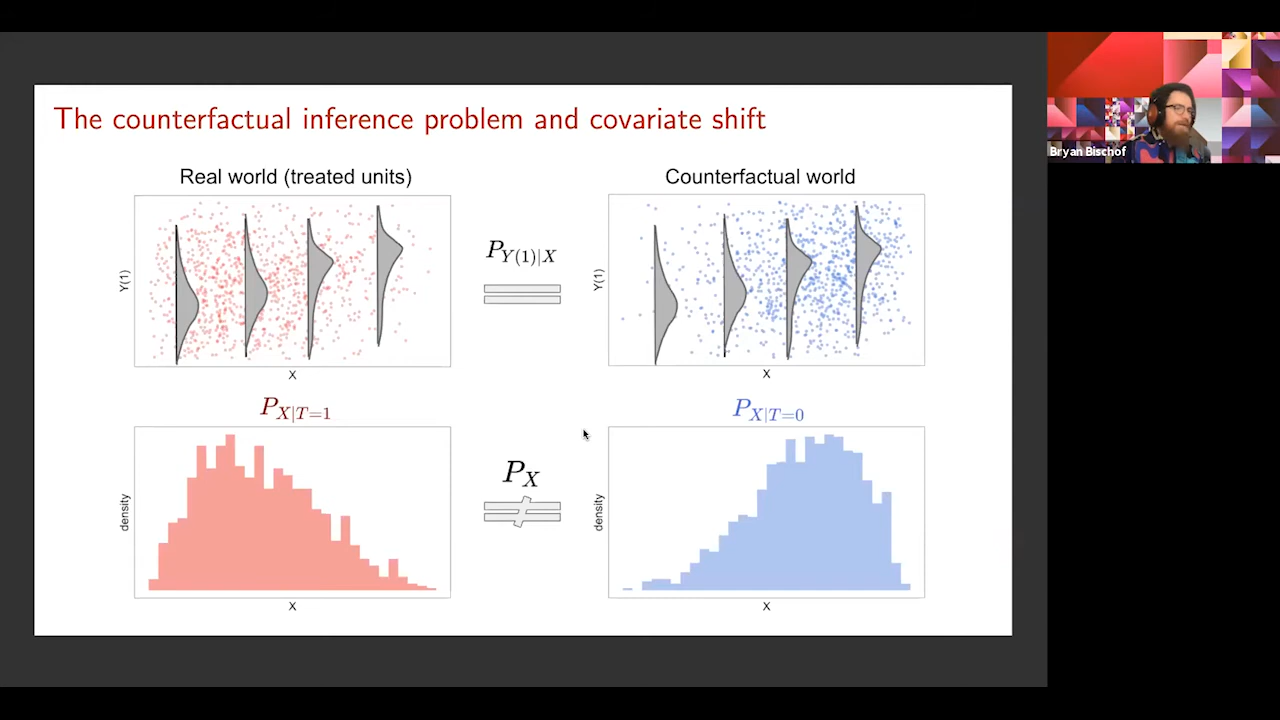 The counterfactual inference problem and covariate shift
Real world (treated units)
Counterfactual world
Y(1)
X
P_{Y(1)|X}
Y(1)
X
P_{X|T=1}
P_{X|T=0}
density
X
P_X
density
X
Bryan Bischof